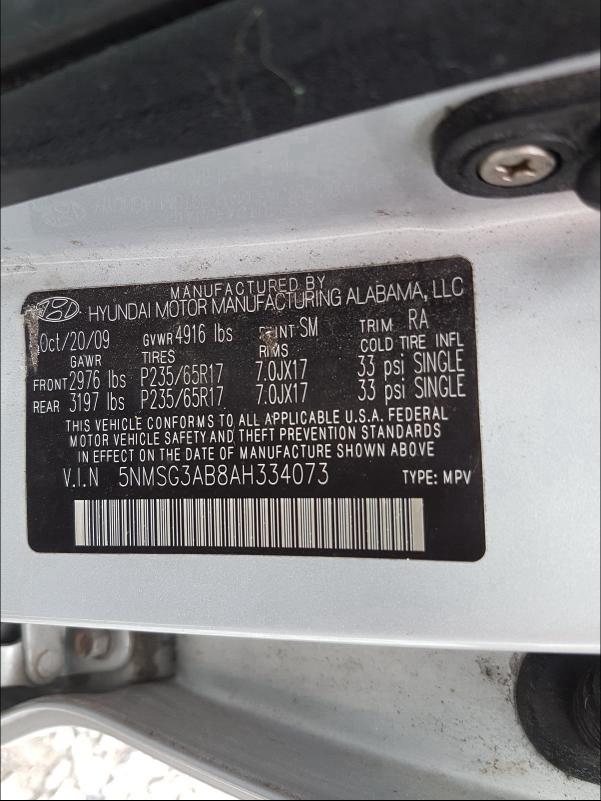 MANUFACTURED BY
HYUNDAI MOTOR MANUFACTURING ALABAMA, LLC
Oct/20/09 GVWR 4916 lbs PAINT SM TRIM RA
GAWR TIRES RIMS COLD TIRE INFL
FRONT 2976 lbs P235/65R17 7.0JX17 33 psi SINGLE
REAR 3197 lbs P235/65R17 7.0JX17 33 psi SINGLE
THIS VEHICLE CONFORMS TO ALL APPLICABLE U.S.A. FEDERAL
MOTOR VEHICLE SAFETY AND THEFT PREVENTION STANDARDS
IN EFFECT ON THE DATE OF MANUFACTURE SHOWN ABOVE
V.I.N 5NMSG3AB8AH334073 TYPE: MPV